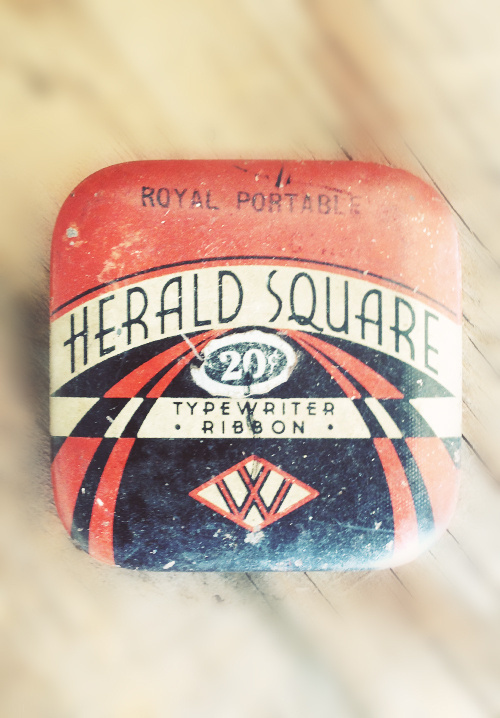 ROYAL PORTABLE
HERALD SQUARE
20¢
TYPEWRITER
• RIBBON •
W